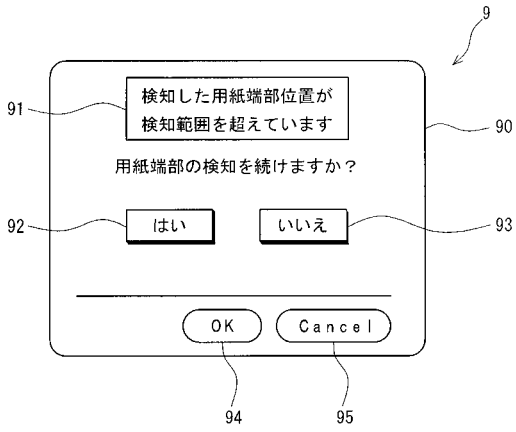 9
91
検知した用紙端部位置が
検知範囲を超えています
90
用紙端部の検知を続けますか?
92
はい
いいえ
93
OK
Cancel
94
95